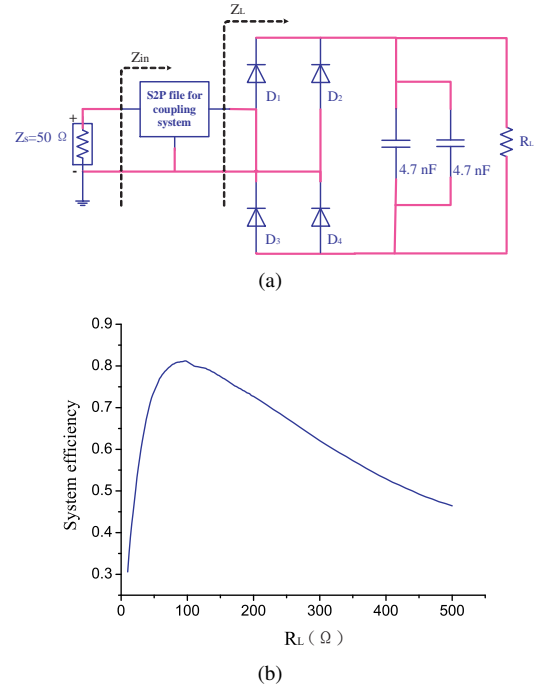 ZL
Zin
S2P file for
coupling
system
+
Zs=50 Ω
-
D1
D2
4.7 nF
4.7 nF
RL
D3
D4
(a)
System efficiency
0.9
0.8
0.7
0.6
0.5
0.4
0.3
0
100
200
300
400
500
RL ( Ω )
(b)